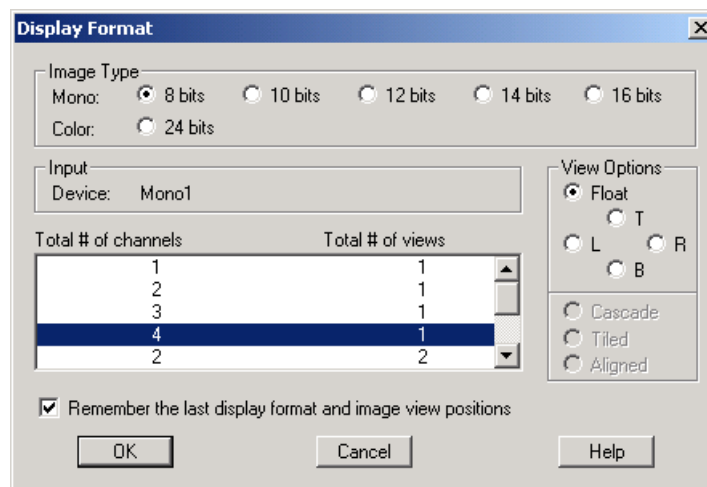 Display Format
Image Type
Mono: 8 bits 10 bits 12 bits 14 bits 16 bits
Color: 24 bits
Input
Device: Mono1
View Options
Float
T
L R
B
Total # of channels Total # of views
1 1
2 1
3 1
4 1
2 2
Cascade
Tiled
Aligned
Remember the last display format and image view positions
OK Cancel Help